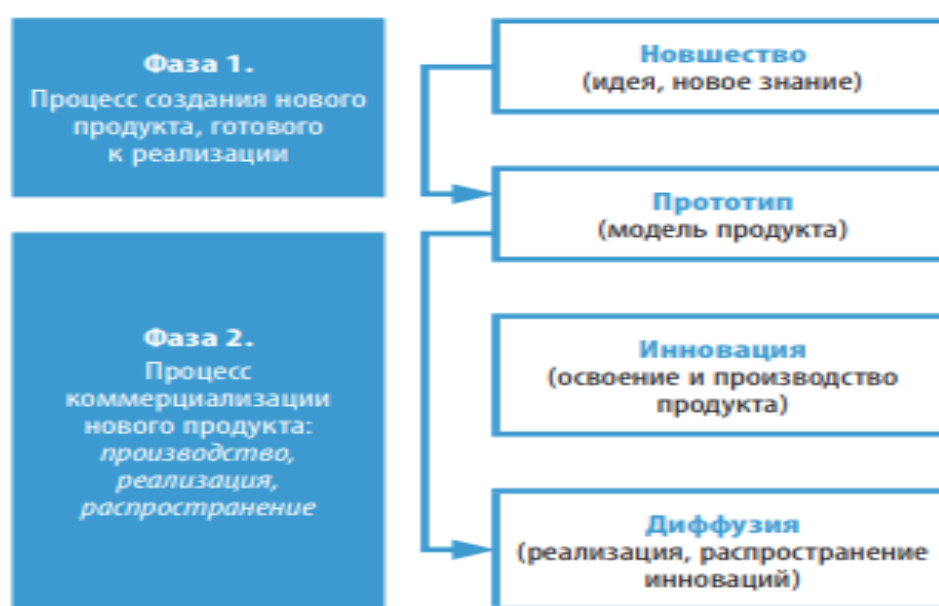 Фаза 1.
Процесс создания нового
продукта, готового
к реализации
Новшество
(идея, новое знание)
Прототип
(модель продукта)
Фаза 2.
Процесс
коммерциализации
нового продукта:
производство,
реализация,
распространение
Инновация
(освоение и производство
продукта)
Диффузия
(реализация, распространение
инноваций)